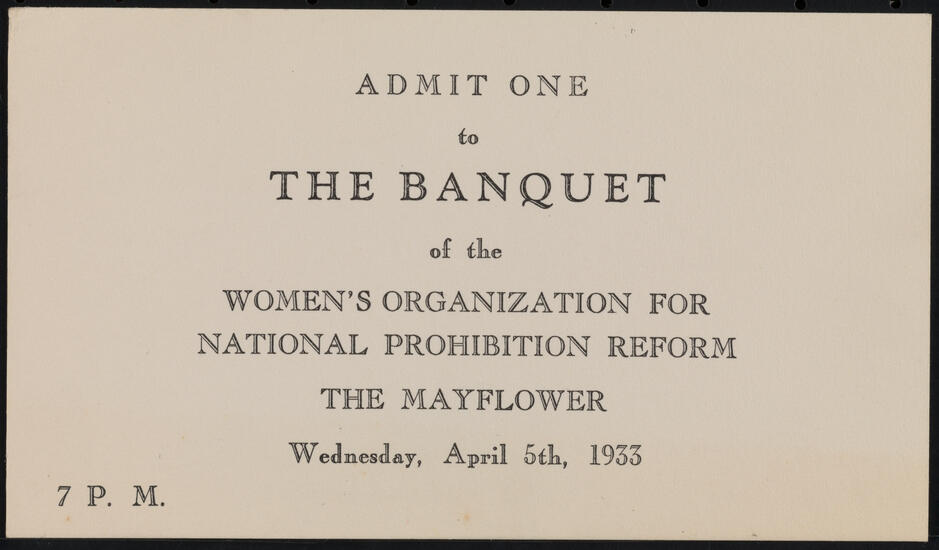 ADMIT ONE
to
THE BANQUET
of the
WOMEN'S ORGANIZATION FOR
NATIONAL PROHIBITION REFORM
THE MAYFLOWER
Wednesday, April 5th, 1933
7 P. M.